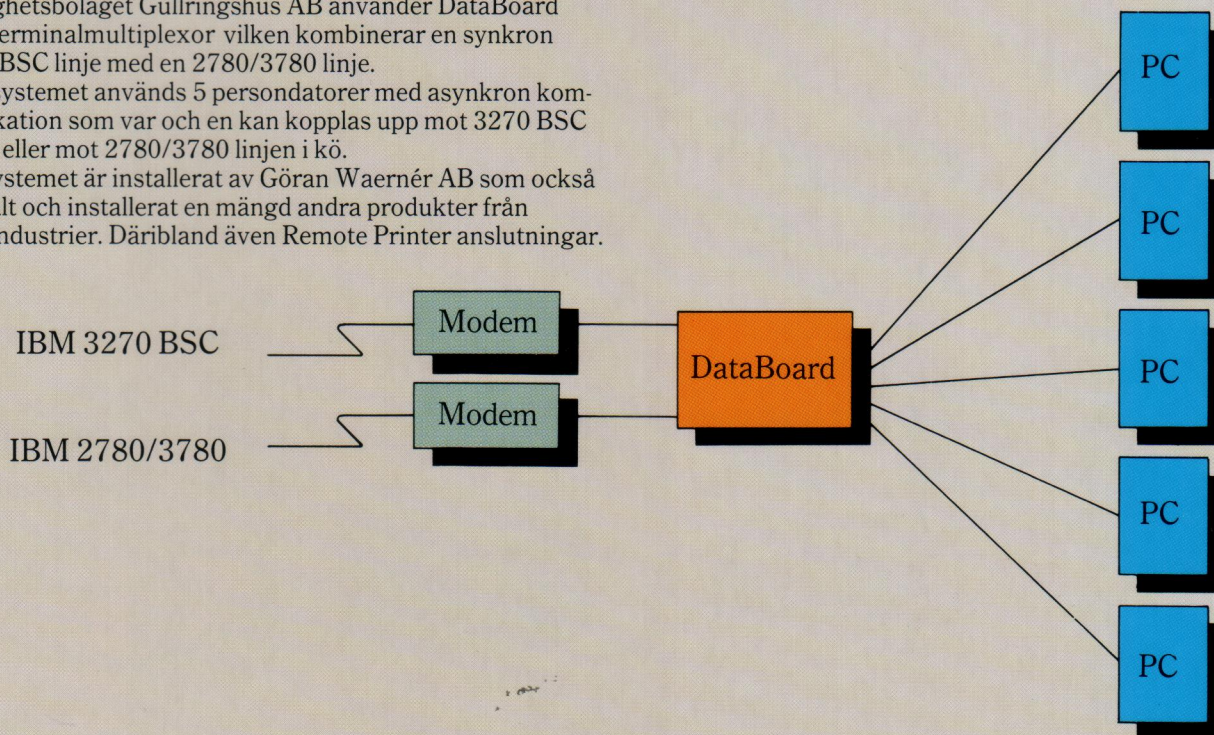 ghetsbolaget Gullringshus AB använder DataBoard
erminalmultiplexor vilken kombinerar en synkron
BSC linje med en 2780/3780 linje.
systemet används 5 persondatorer med asynkron kom-
kation som var och en kan kopplas upp mot 3270 BSC
eller mot 2780/3780 linjen i kö.
ystemet är installerat av Göran Waernér AB som också
lt och installerat en mängd andra produkter från
ndustrier. Däribland även Remote Printer anslutningar.
IBM 3270 BSC
Modem
IBM 2780/3780
Modem
DataBoard
PC
PC
PC
PC
PC